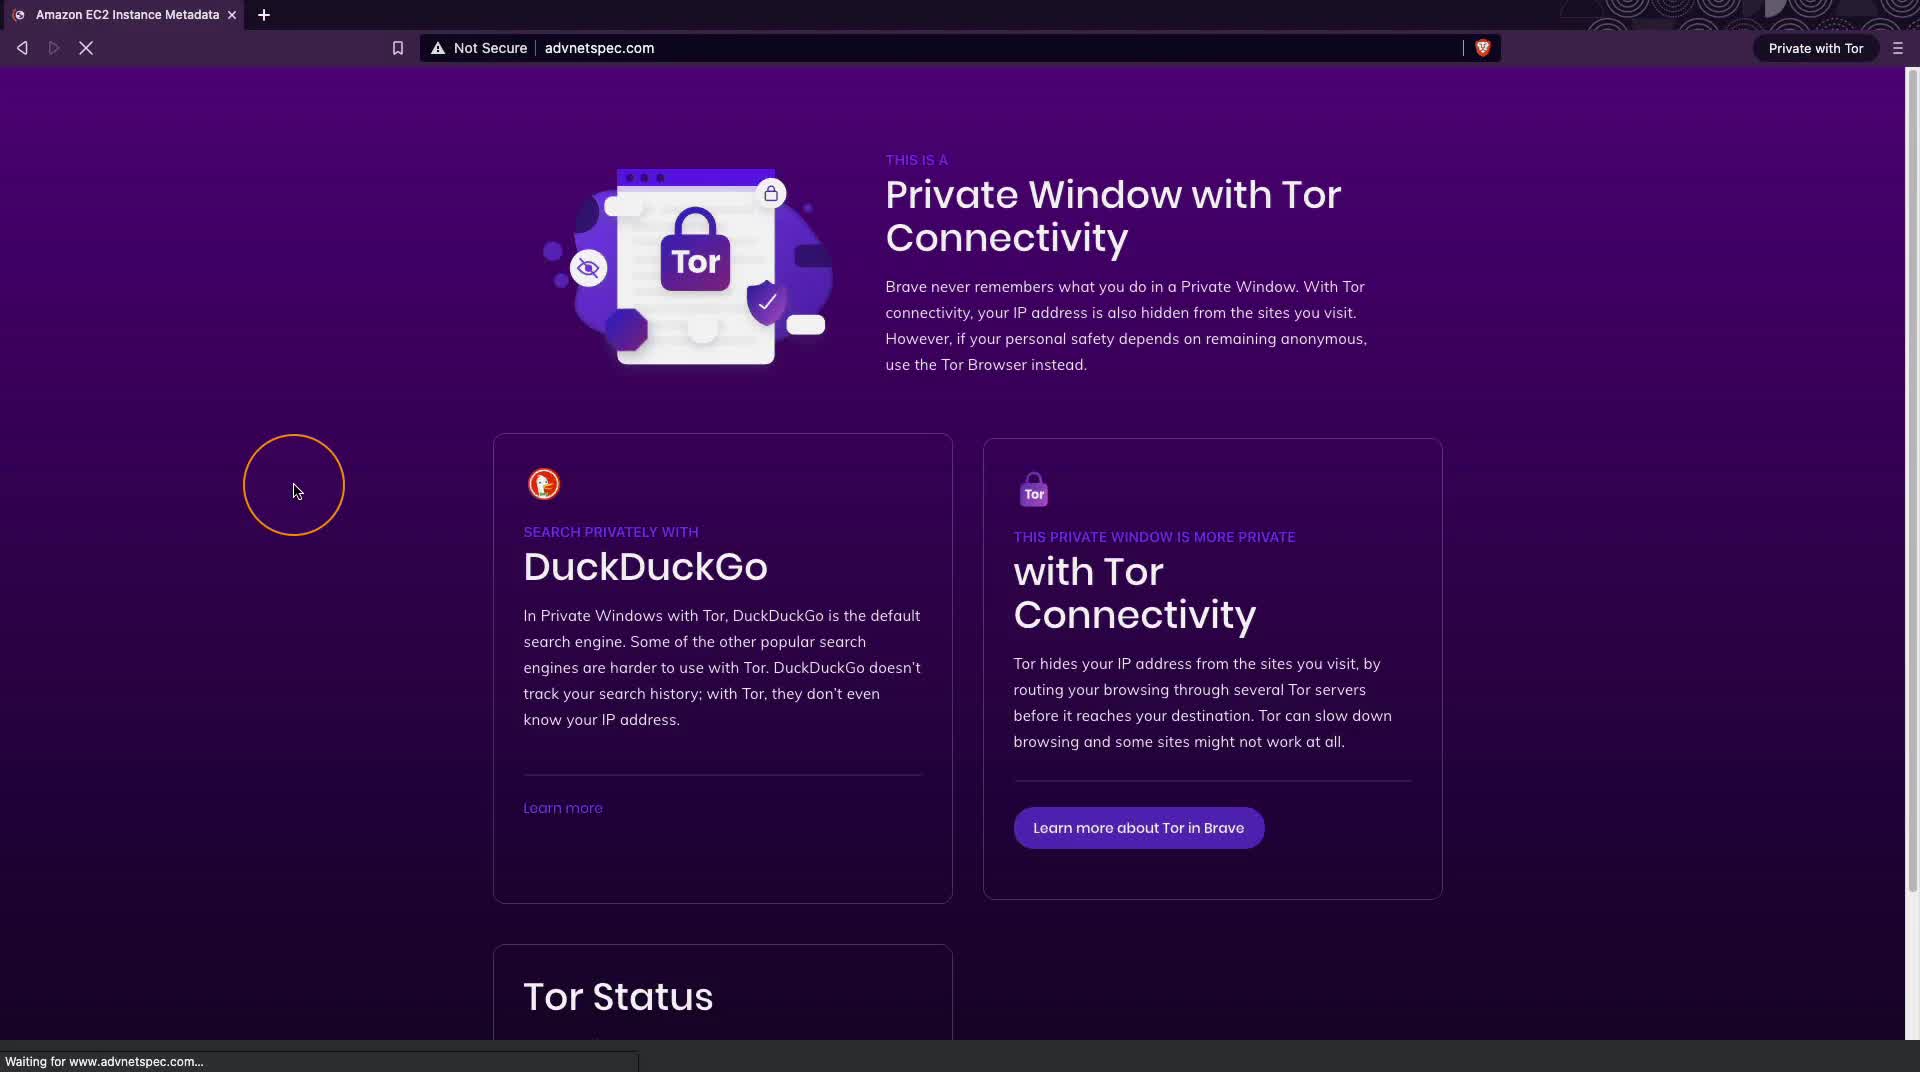 Amazon EC2 Instance Metadata
Not Secure
advnetspec.com
Private with Tor
THIS IS A
Private Window with Tor
Connectivity
Tor
Brave never remembers what you do in a Private Window. With Tor
connectivity, your IP address is also hidden from the sites you visit.
However, if your personal safety depends on remaining anonymous,
use the Tor Browser instead.
SEARCH PRIVATELY WITH
DuckDuckGo
In Private Windows with Tor, DuckDuckGo is the default
search engine. Some of the other popular search
engines are harder to use with Tor. DuckDuckGo doesn't
track your search history; with Tor, they don't even
know your IP address.
Learn more
Tor
THIS PRIVATE WINDOW IS MORE PRIVATE
with Tor
Connectivity
Tor hides your IP address from the sites you visit, by
routing your browsing through several Tor servers
before it reaches your destination. Tor can slow down
browsing and some sites might not work at all.
Learn more about Tor in Brave
Tor Status
Waiting for www.advnetspec.com...